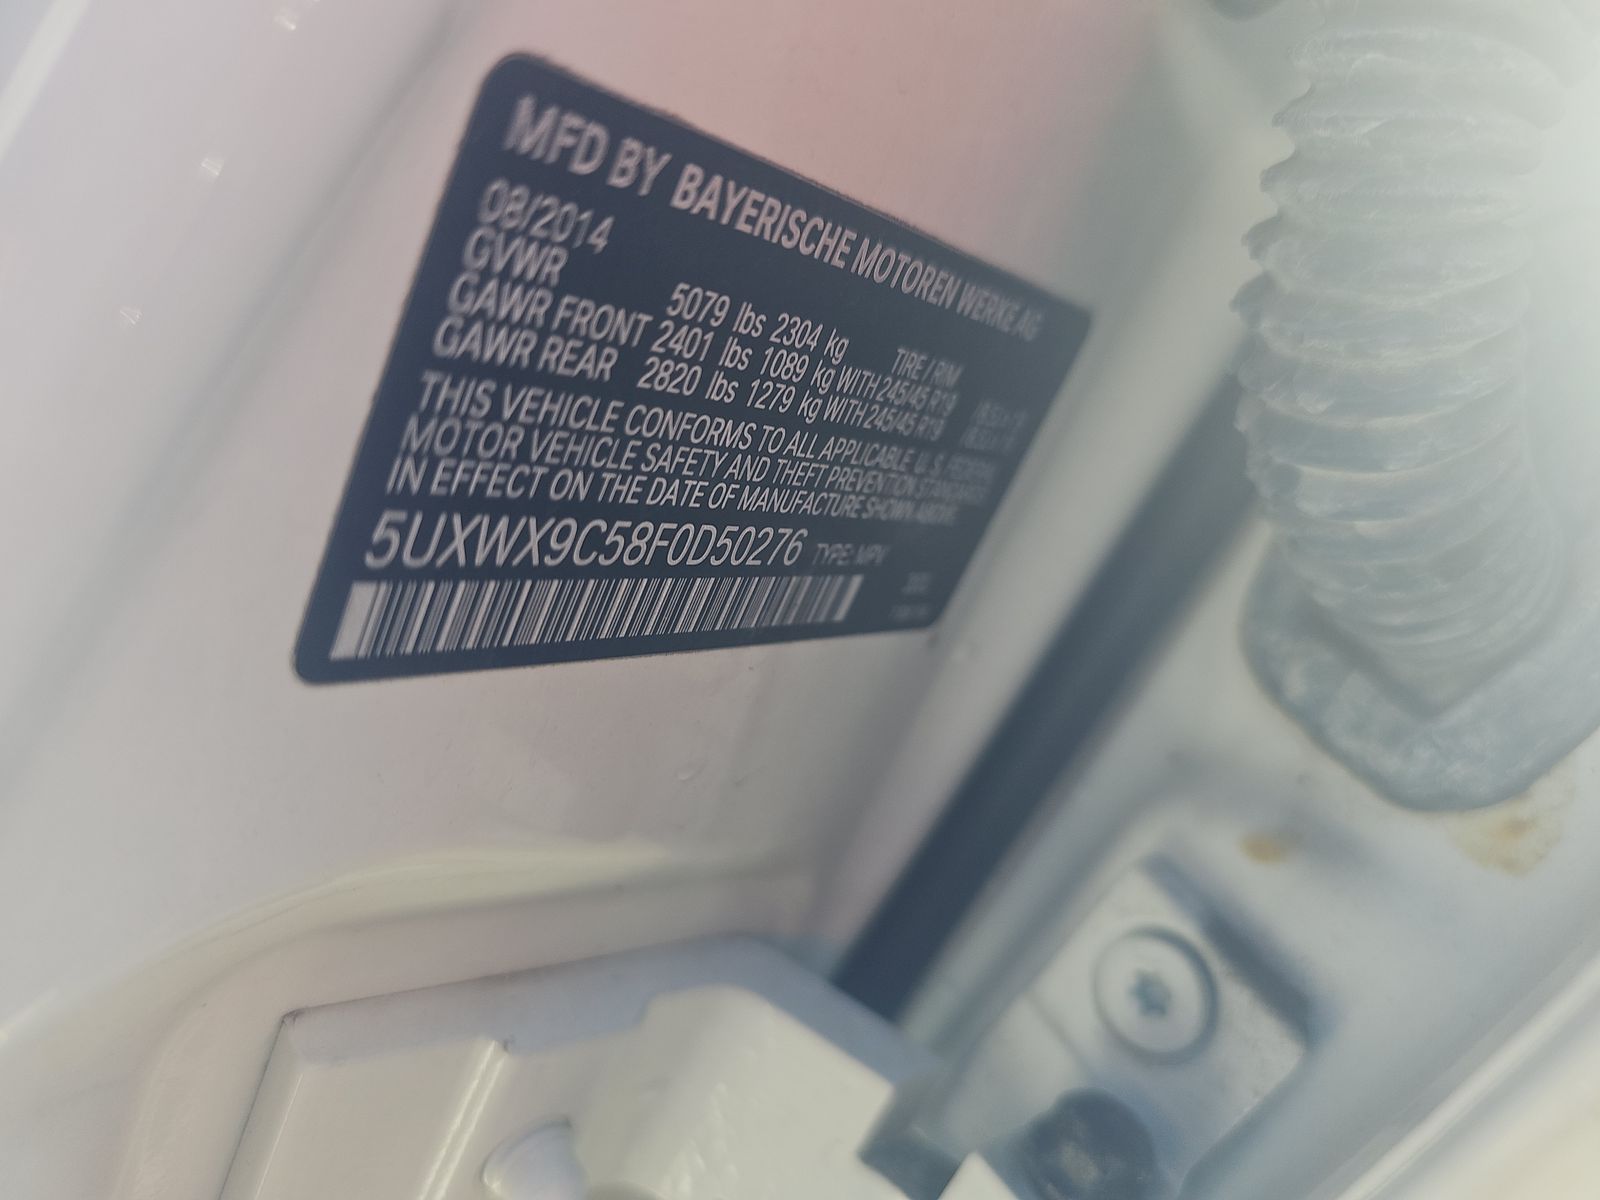 MFD BY BAYERISCHE MOTOREN WERKE AG
08/2014
GVWR 5079 lbs 2304 kg TIRE / RIM
GAWR FRONT 2401 lbs 1089 kg WITH 245/45 R19
GAWR REAR 2820 lbs 1279 kg WITH 245/45 R19
THIS VEHICLE CONFORMS TO ALL APPLICABLE U. S. FEDERAL
MOTOR VEHICLE SAFETY AND THEFT PREVENTION STANDARDS
IN EFFECT ON THE DATE OF MANUFACTURE SHOWN ABOVE.
5UXWX9C58F0D50276 TYPE: MPV